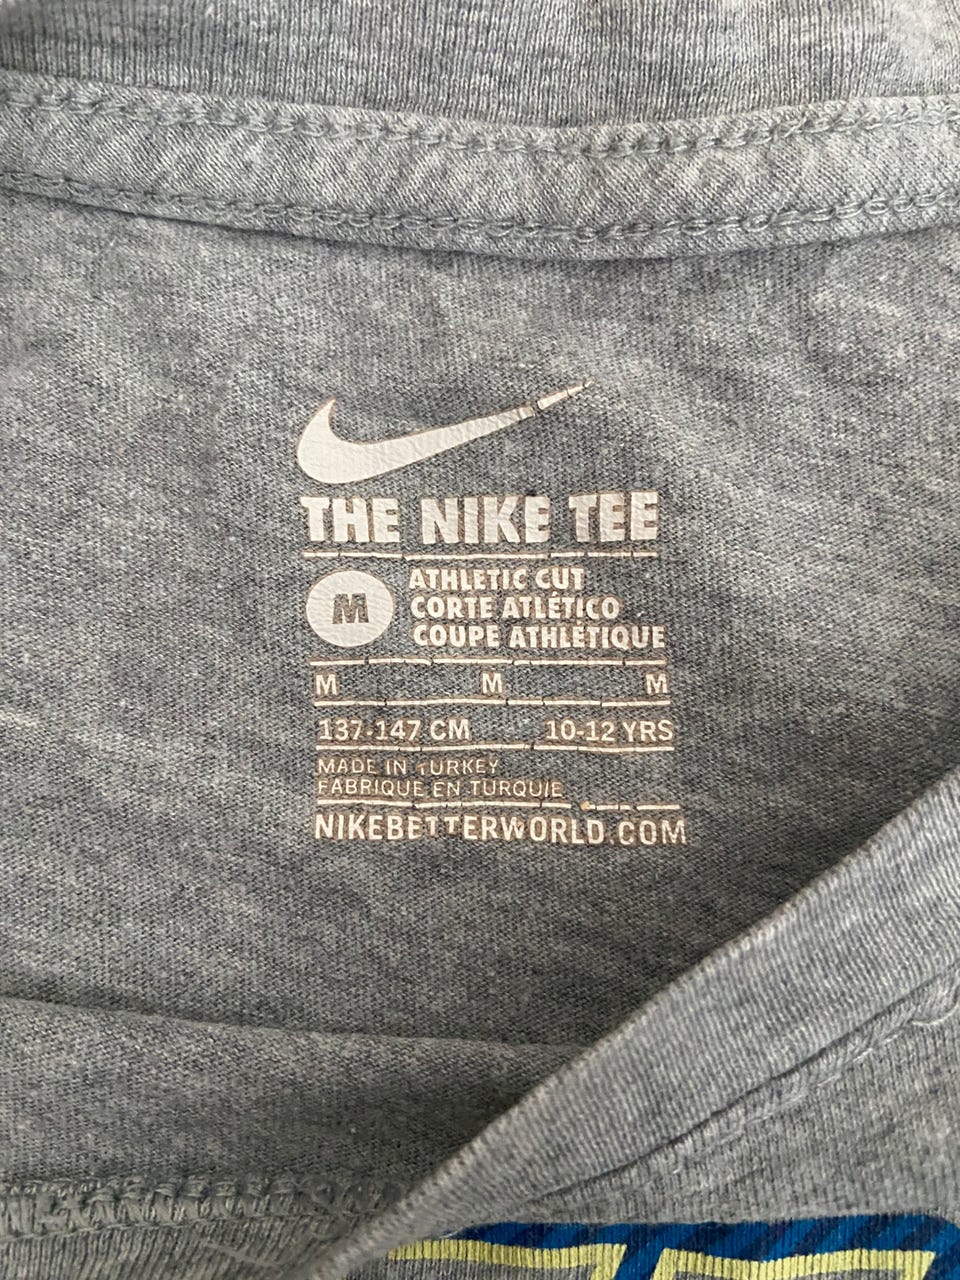 THE NIKE TEE
M
ATHLETIC CUT
CORTE ATLÉTICO
COUPE ATHLÉTIQUE
M M M
137-147 CM 10-12 YRS
MADE IN TURKEY
FABRIQUE EN TURQUIE
NIKEBETTERWORLD.COM